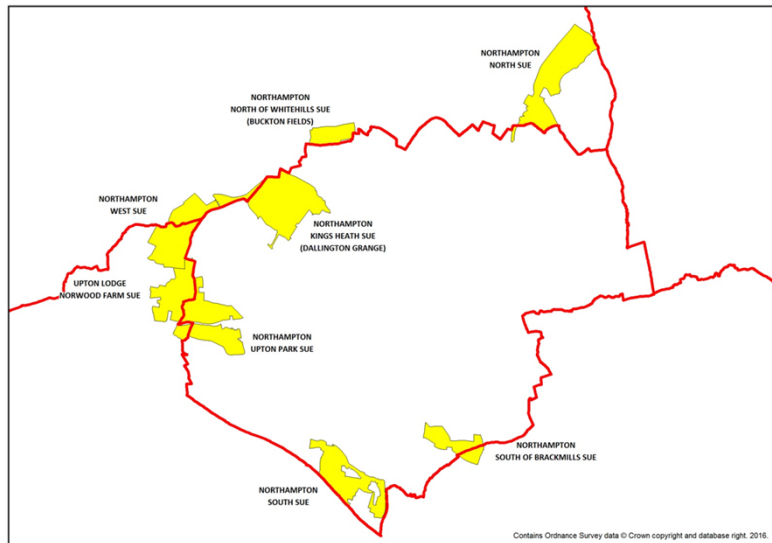 NORTHAMPTON
NORTH SUE
NORTHAMPTON
NORTH OF WHITEHILLS SUE
(BUCKTON FIELDS)
NORTHAMPTON
WEST SUE
NORTHAMPTON
KINGS HEATH SUE
(DALLINGTON GRANGE)
UPTON LODGE
NORWOOD FARM SUE
NORTHAMPTON
UPTON PARK SUE
NORTHAMPTON
SOUTH OF BRACKMILLS SUE
NORTHAMPTON
SOUTH SUE
Contains Ordnance Survey data © Crown copyright and database right. 2016.